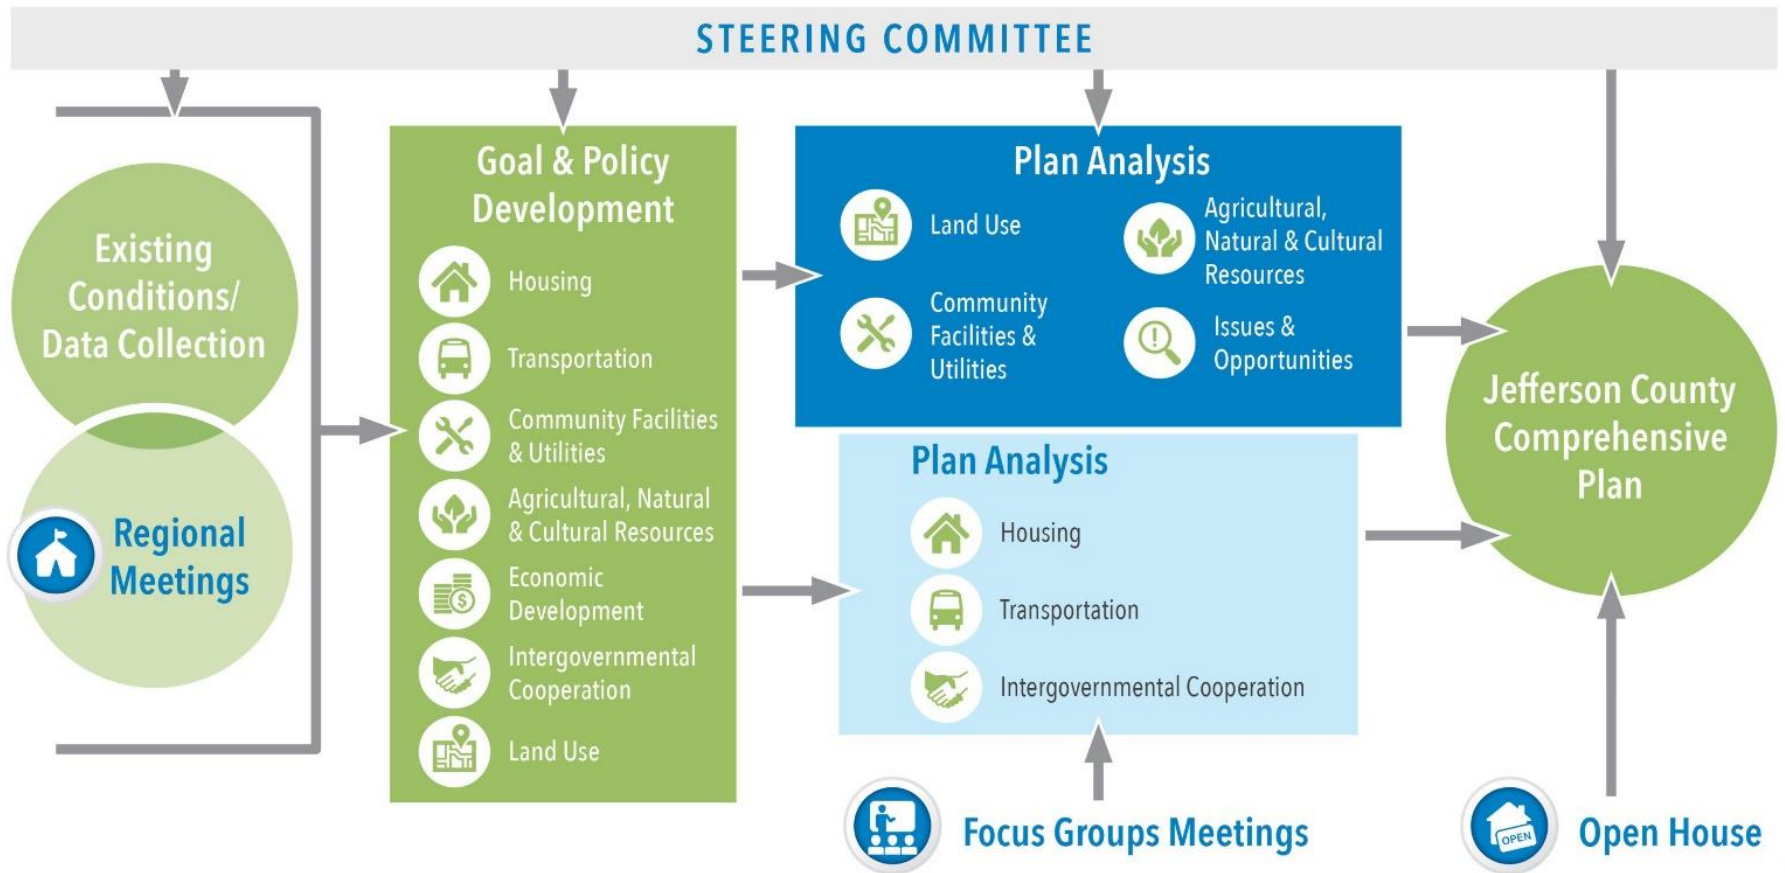 STEERING COMMITTEE
Existing
Conditions/
Data Collection
Regional
Meetings
Goal & Policy
Development
Housing
Transportation
Community Facilities
& Utilities
Agricultural, Natural
& Cultural Resources
Economic
Development
Intergovernmental
Cooperation
Land Use
Plan Analysis
Land Use
Community
Facilities &
Utilities
Agricultural,
Natural & Cultural
Resources
Issues &
Opportunities
Plan Analysis
Housing
Transportation
Intergovernmental Cooperation
Focus Groups Meetings
Jefferson County
Comprehensive
Plan
OPEN
Open House